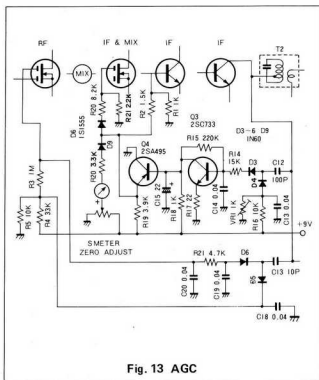 RF
MIX
IF & MIX
IF
IF
T2
R20 8.2K
R21 2.2K
R2 1.5K
R1 1K
D6
1S1555
Q3
2SC733
D3-6 D9
IN60
R15 220K
R14
15K
D3
C12
100P
D9
Q4
2SA495
R20 3.3K
R3 1M
D4
+
C15 22
R18 1K
R17 22
C14 0.04
VR1 1K
R16 10K
C13 0.04
R5 10K
R4 33K
+
R19 3.9K
+9V
S METER
ZERO ADJUST
R21 4.7K
D6
C13 10P
C20 0.04
C19 0.04
D5
C18 0.04
Fig. 13 AGC